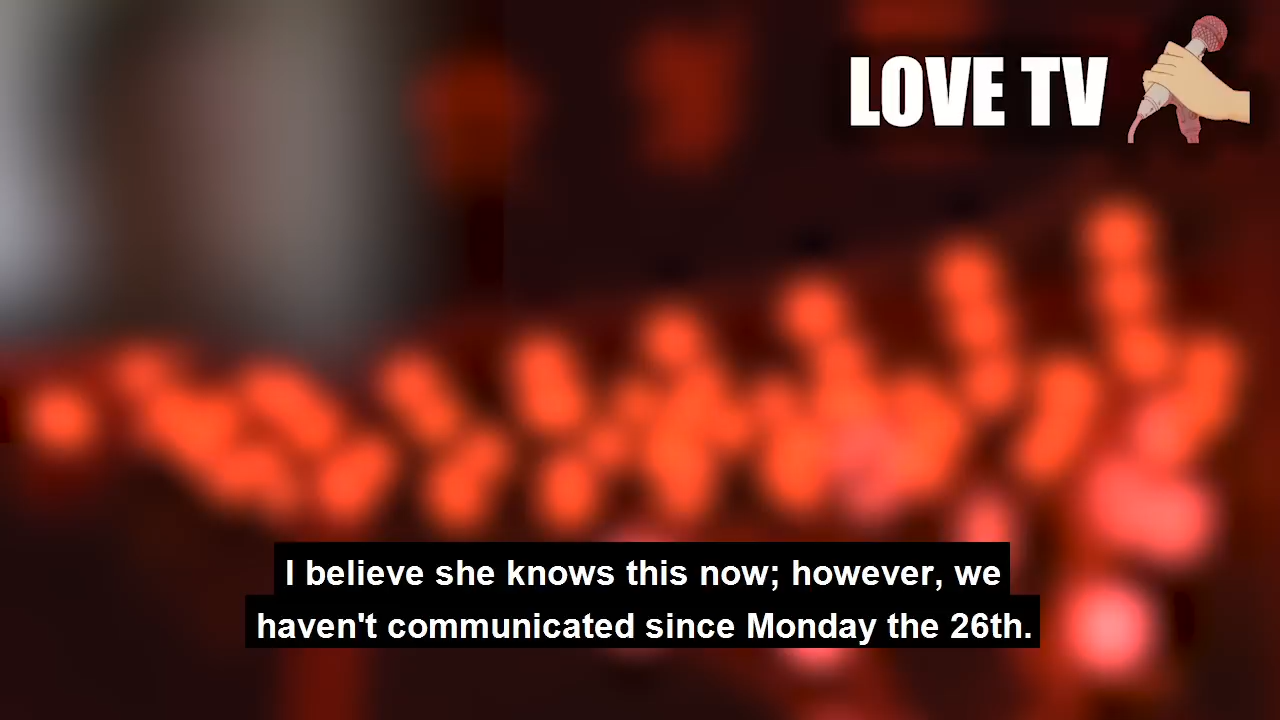 LOVE TV
I believe she knows this now; however, we
haven't communicated since Monday the 26th.